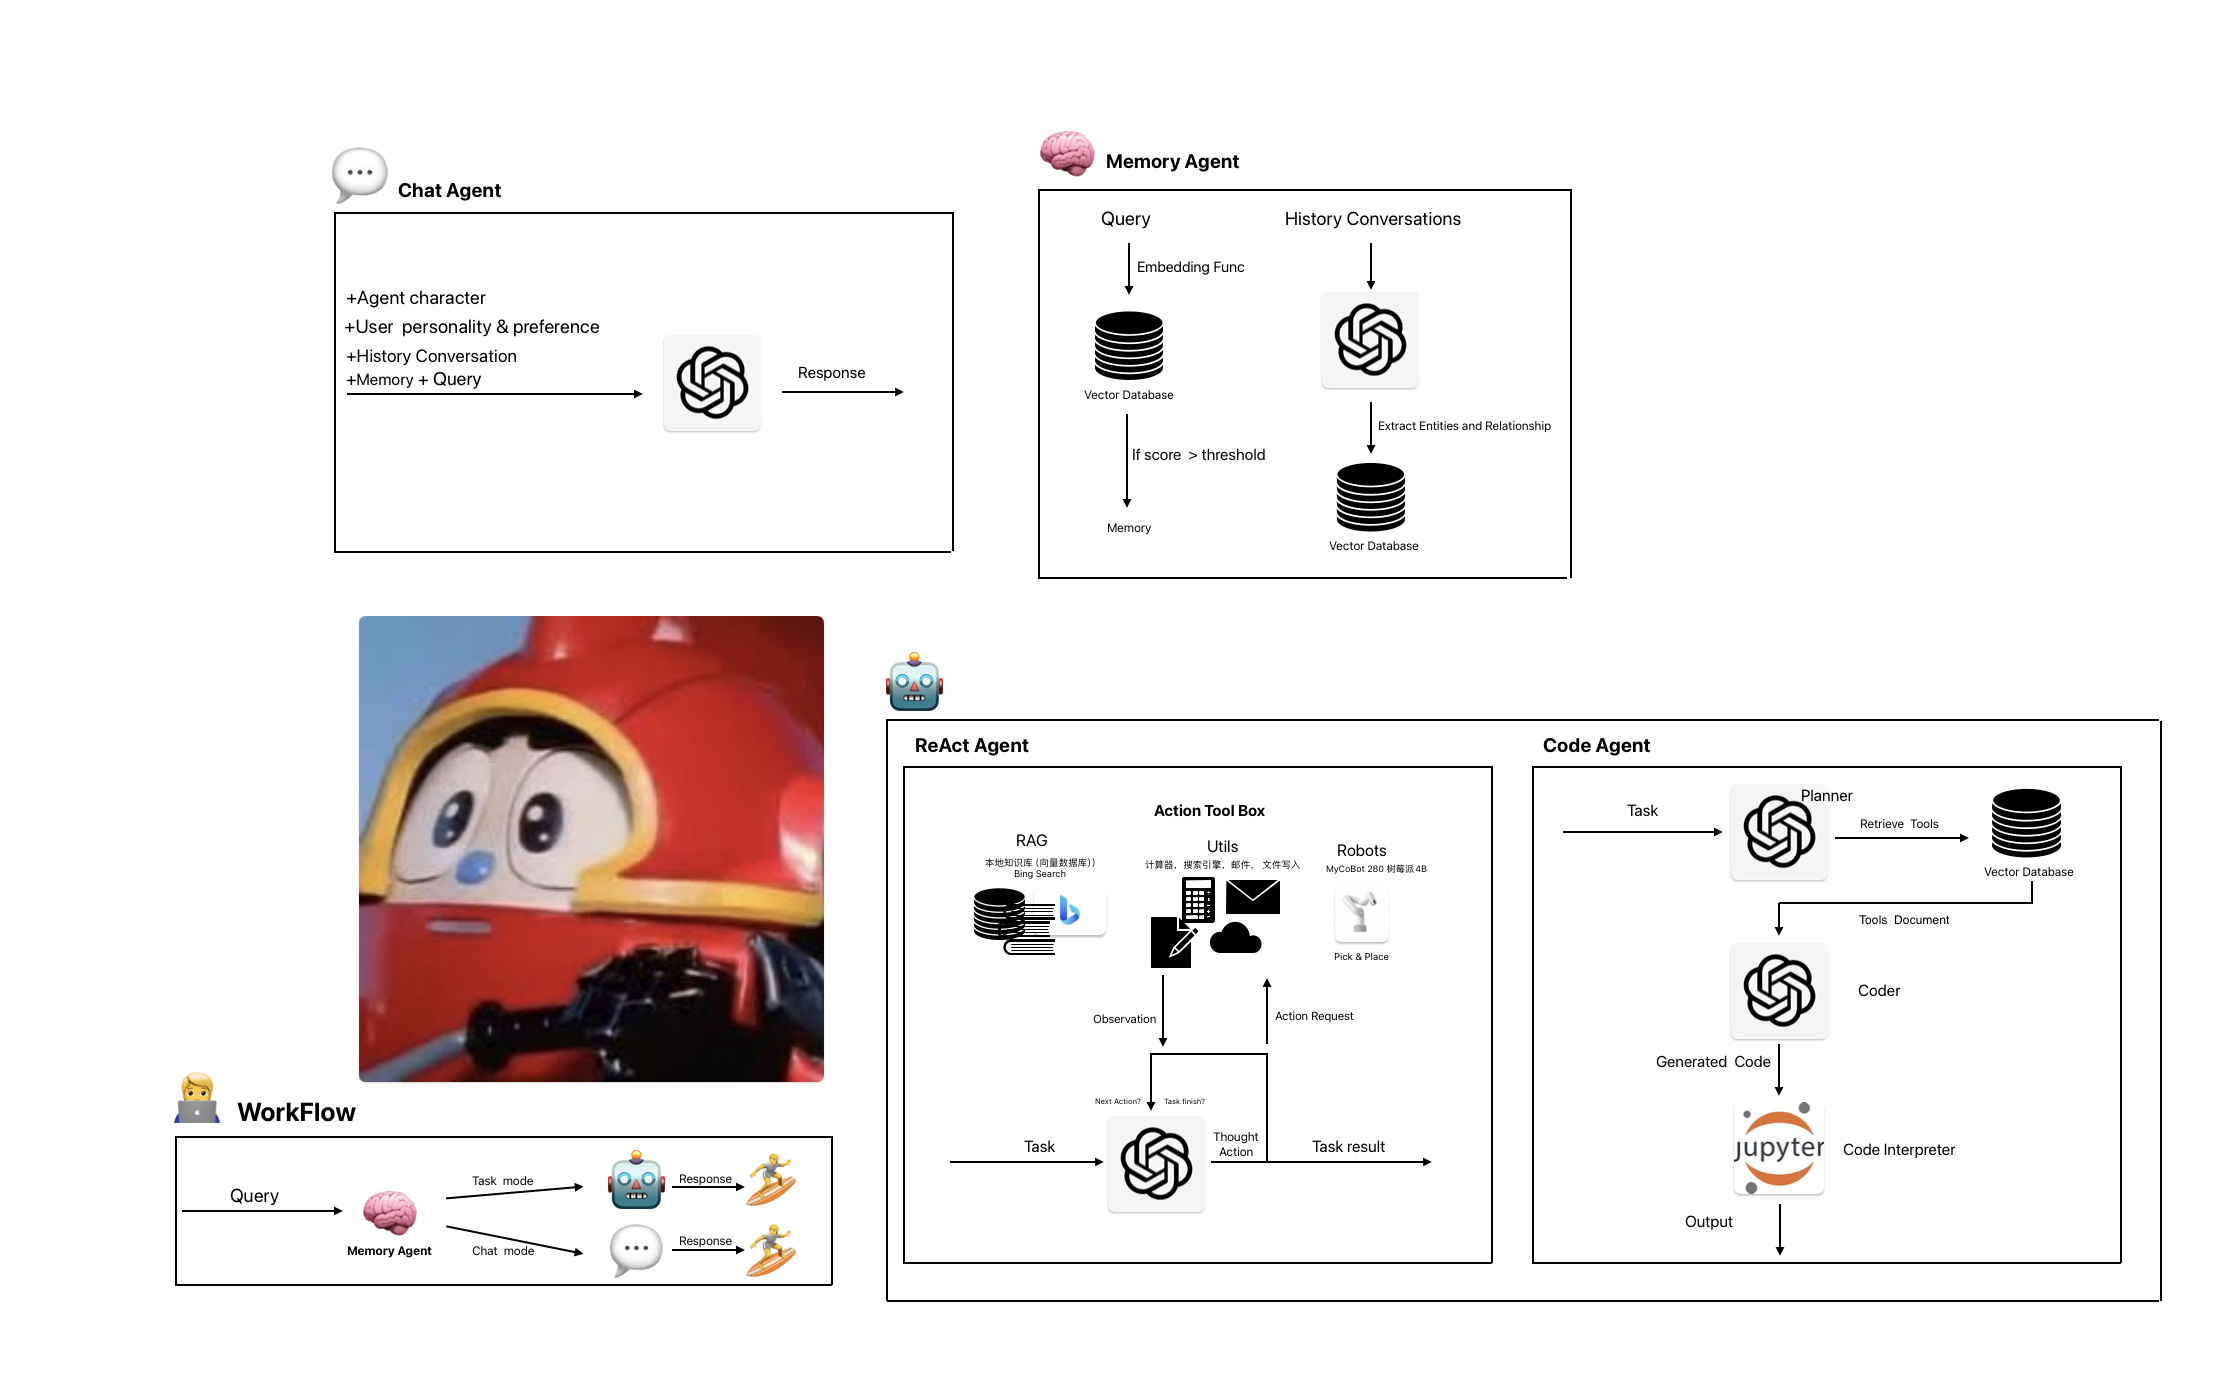 Chat Agent
+Agent character
+User personality & preference
+History Conversation
+Memory + Query
Response
Memory Agent
Query
History Conversations
Embedding Func
Vector Database
Extract Entities and Relationship
If score > threshold
Memory
Vector Database
WorkFlow
Query
Memory Agent
Task mode
Chat mode
Response
Response
ReAct Agent
Action Tool Box
RAG
本地知识库 (向量数据库))
Bing Search
Utils
计算器，搜索引擎，邮件， 文件写入
Robots
MyCoBot 280 树莓派 4B
Pick & Place
Observation
Action Request
Next Action?
Task finish?
Task
Thought
Action
Task result
Code Agent
Task
Planner
Retrieve Tools
Vector Database
Tools Document
Coder
Generated Code
jupyter
Code Interpreter
Output